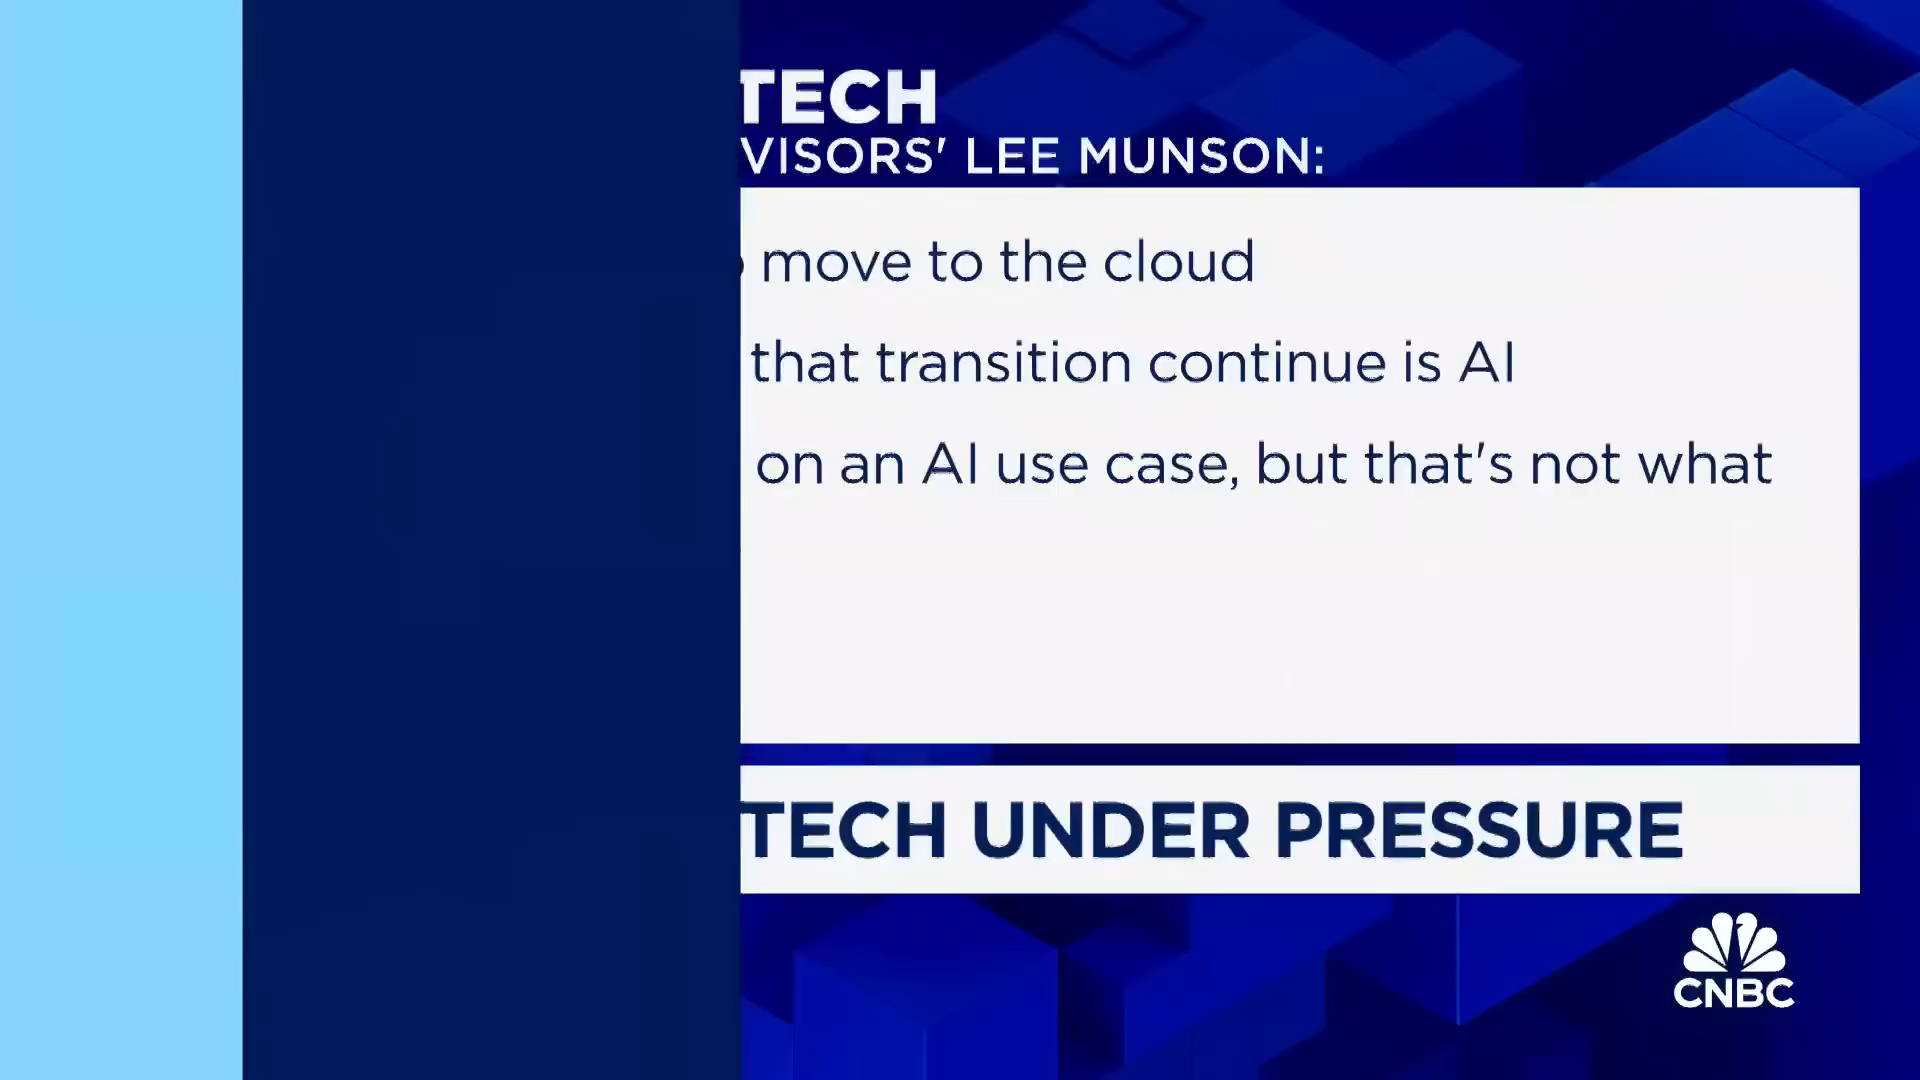 TECH
VISORS' LEE MUNSON:
move to the cloud
that transition continue is AI
on an AI use case, but that's not what
TECH UNDER PRESSURE
CNBC